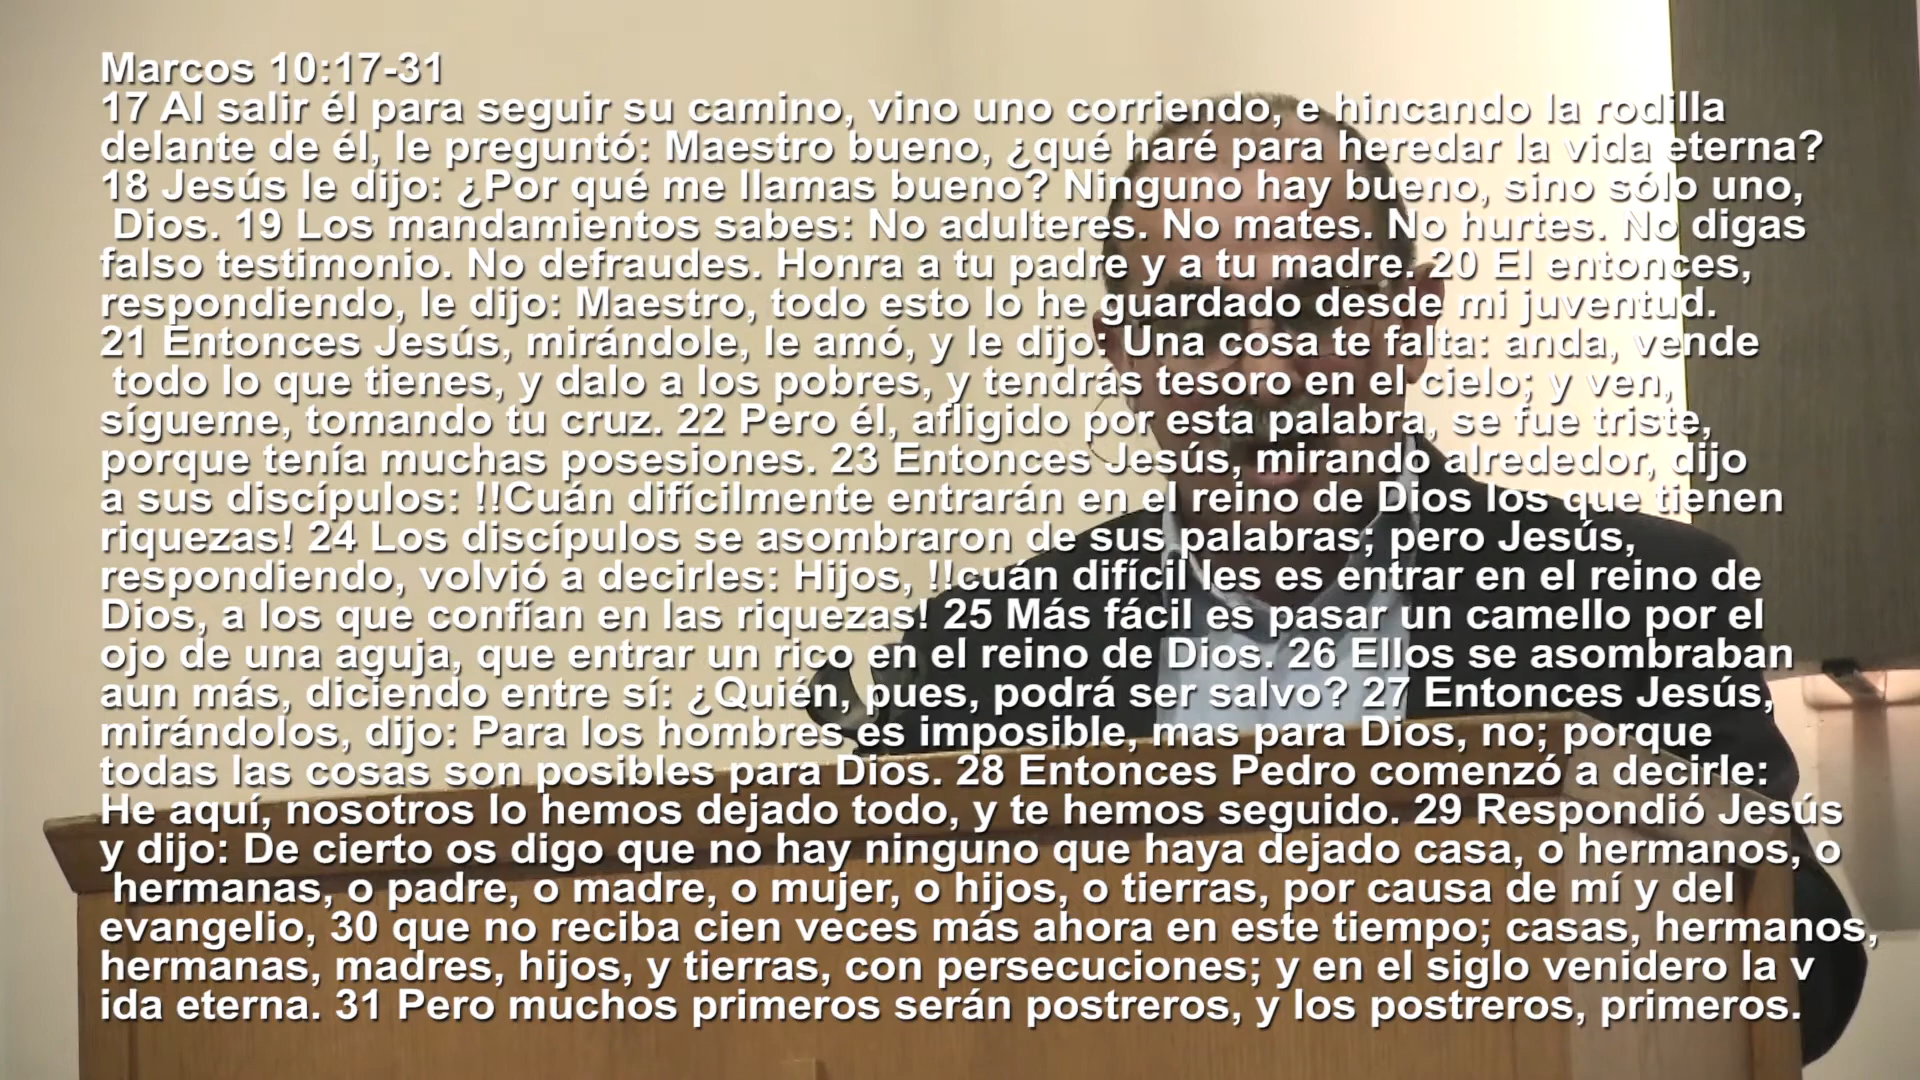 Marcos 10:17-31
17 Al salir él para seguir su camino, vino uno corriendo, e hincando la rodilla
delante de él, le preguntó: Maestro bueno, ¿qué haré para heredar la vida eterna?
18 Jesús le dijo: ¿Por qué me llamas bueno? Ninguno hay bueno, sino sólo uno,
Dios. 19 Los mandamientos sabes: No adulteres. No mates. No hurtes. No digas
falso testimonio. No defraudes. Honra a tu padre y a tu madre. 20 El entonces,
respondiendo, le dijo: Maestro, todo esto lo he guardado desde mi juventud.
21 Entonces Jesús, mirándole, le amó, y le dijo: Una cosa te falta: anda, vende
todo lo que tienes, y dalo a los pobres, y tendrás tesoro en el cielo; y ven,
sígueme, tomando tu cruz. 22 Pero él, afligido por esta palabra, se fue triste,
porque tenía muchas posesiones. 23 Entonces Jesús, mirando alrededor, dijo
a sus discípulos: !!Cuán difícilmente entrarán en el reino de Dios los que tienen
riquezas! 24 Los discípulos se asombraron de sus palabras; pero Jesús,
respondiendo, volvió a decirles: Hijos, !!cuán difícil les es entrar en el reino de
Dios, a los que confían en las riquezas! 25 Más fácil es pasar un camello por el
ojo de una aguja, que entrar un rico en el reino de Dios. 26 Ellos se asombraban
aun más, diciendo entre sí: ¿Quién, pues, podrá ser salvo? 27 Entonces Jesús,
mirándolos, dijo: Para los hombres es imposible, mas para Dios, no; porque
todas las cosas son posibles para Dios. 28 Entonces Pedro comenzó a decirle:
He aquí, nosotros lo hemos dejado todo, y te hemos seguido. 29 Respondió Jesús
y dijo: De cierto os digo que no hay ninguno que haya dejado casa, o hermanos, o
hermanas, o padre, o madre, o mujer, o hijos, o tierras, por causa de mí y del
evangelio, 30 que no reciba cien veces más ahora en este tiempo; casas, hermanos,
hermanas, madres, hijos, y tierras, con persecuciones; y en el siglo venidero la v
ida eterna. 31 Pero muchos primeros serán postreros, y los postreros, primeros.